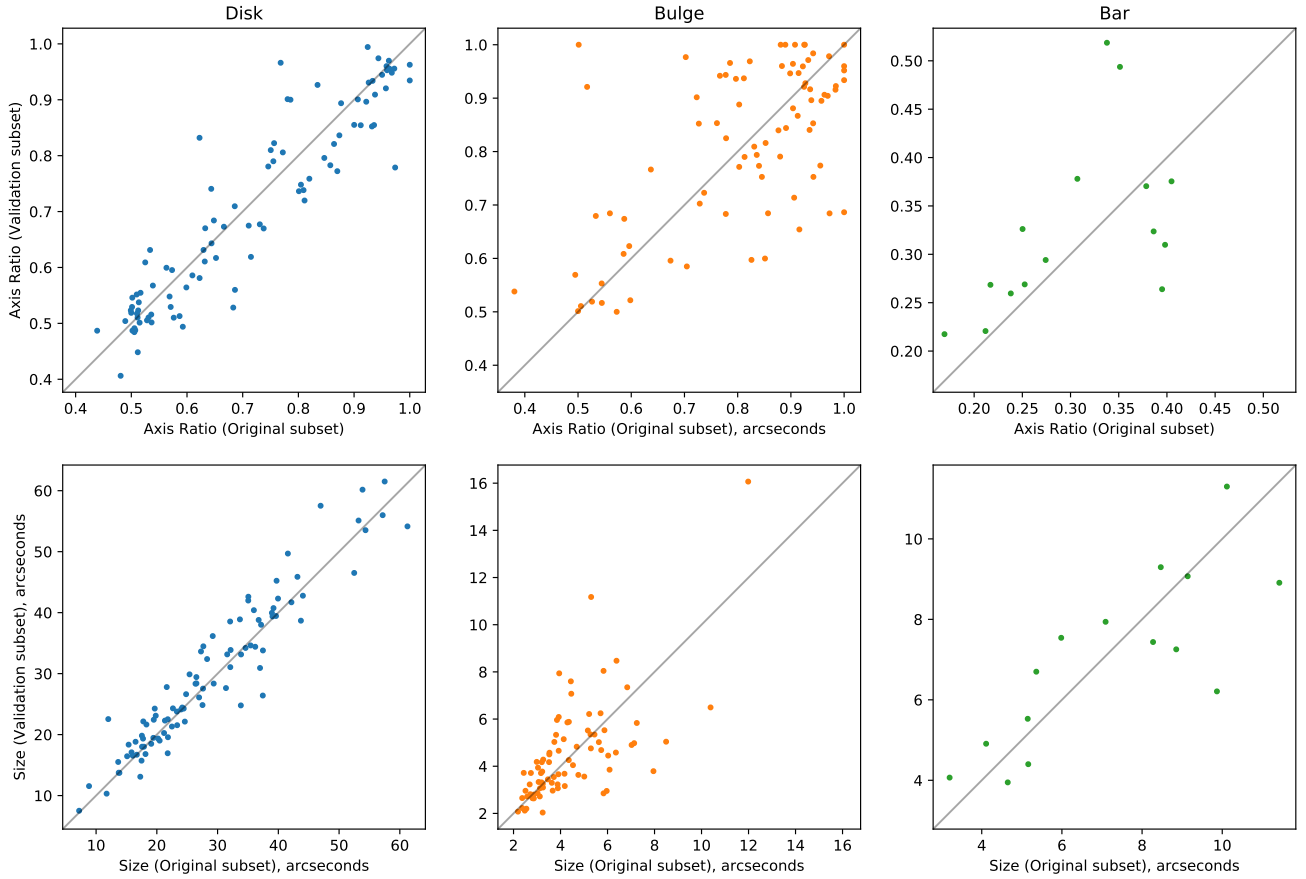 Disk
Bulge
Bar
Axis Ratio (Validation subset)
1.0
0.9
0.8
0.7
0.6
0.5
0.4
0.4 0.5 0.6 0.7 0.8 0.9 1.0
Axis Ratio (Original subset)
1.0
0.9
0.8
0.7
0.6
0.5
0.4
0.4 0.5 0.6 0.7 0.8 0.9 1.0
Axis Ratio (Original subset), arcseconds
0.50
0.45
0.40
0.35
0.30
0.25
0.20
0.20 0.25 0.30 0.35 0.40 0.45 0.50
Axis Ratio (Original subset)
Size (Validation subset), arcseconds
60
50
40
30
20
10
10 20 30 40 50 60
Size (Original subset), arcseconds
16
14
12
10
8
6
4
2
2 4 6 8 10 12 14 16
Size (Original subset), arcseconds
10
8
6
4
4 6 8 10
Size (Original subset), arcseconds